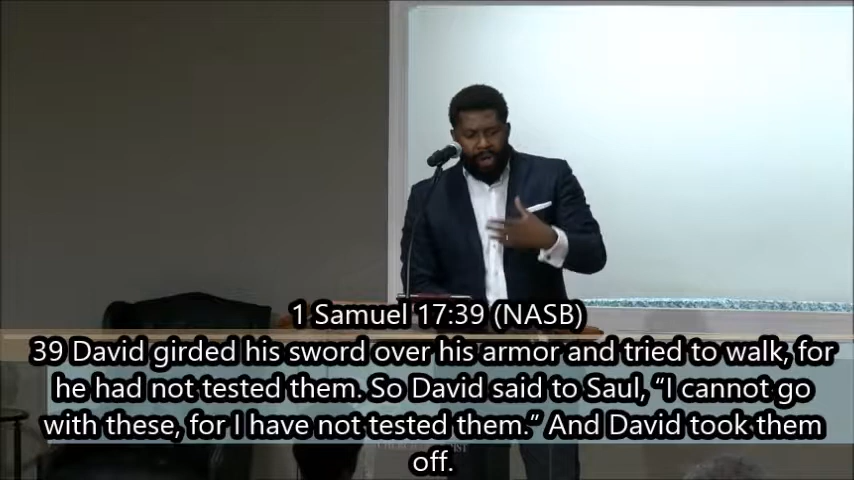 1 Samuel 17:39 (NASB)
39 David girded his sword over his armor and tried to walk, for
he had not tested them. So David said to Saul, “I cannot go
with these, for I have not tested them.” And David took them
off.